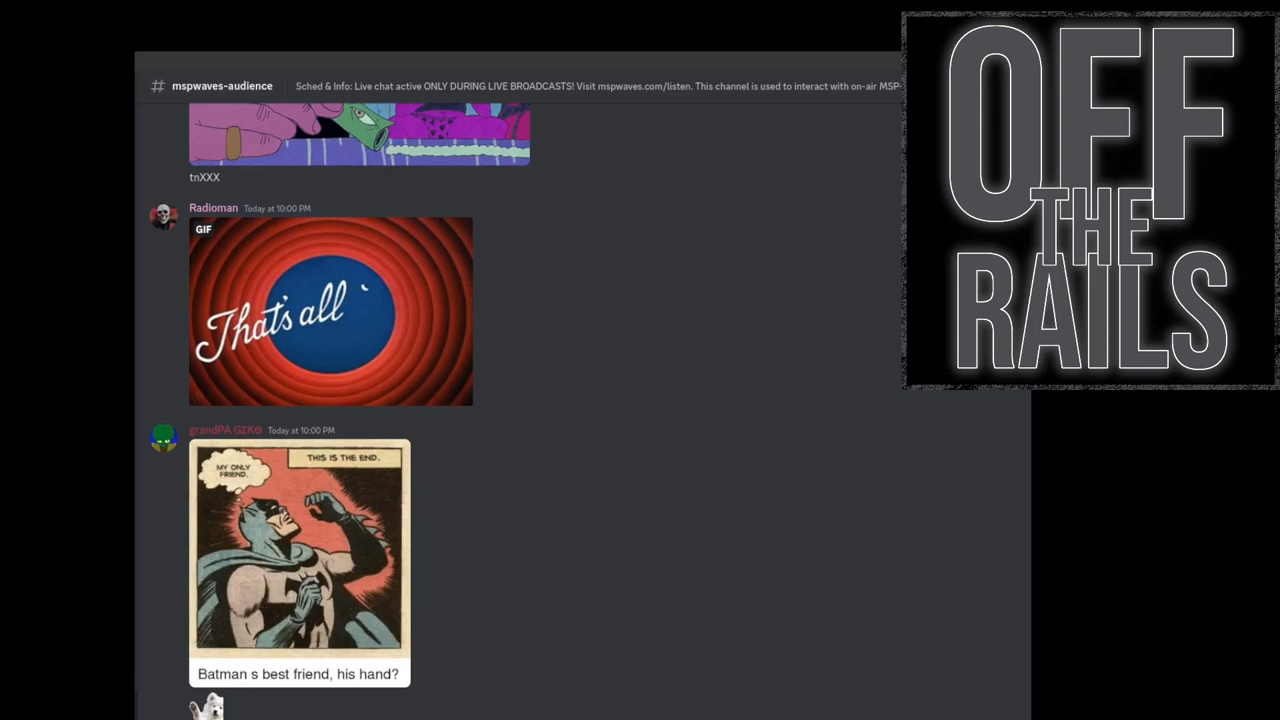 # mspwaves-audience
Sched & Info: Live chat active ONLY DURING LIVE BROADCASTS! Visit mspwaves.com/listen. This channel is used to interact with on-air MSP-
OFF
THE
RAILS
tnXXX
Radioman Today at 10:00 PM
GIF
That's all
grandPA GΣKΘ Today at 10:00 PM
MY ONLY
FRIEND.
THIS IS THE END.
Batman s best friend, his hand?